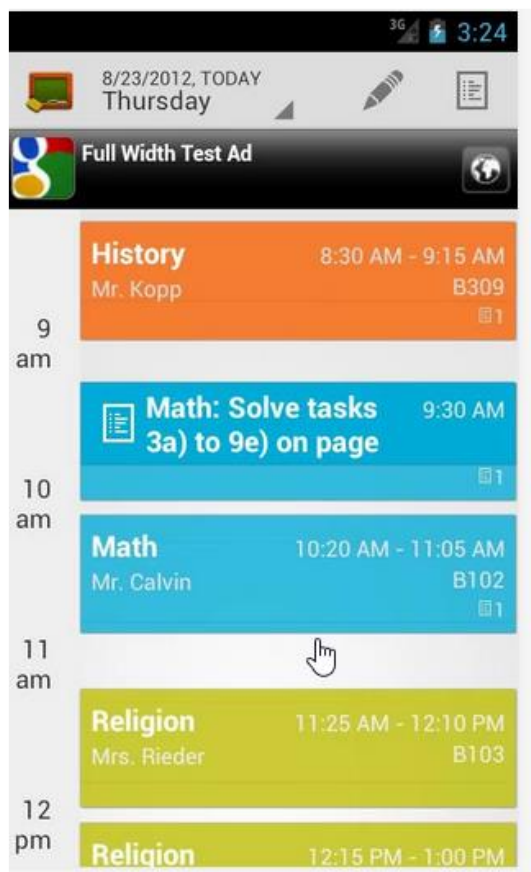 3G 3:24
8/23/2012, TODAY
Thursday
Full Width Test Ad
History 8:30 AM - 9:15 AM
Mr. Kopp B309
1
9
am
Math: Solve tasks 9:30 AM
3a) to 9e) on page
1
10
am
Math 10:20 AM - 11:05 AM
Mr. Calvin B102
1
11
am
Religion 11:25 AM - 12:10 PM
Mrs. Rieder B103
12
pm
Religion 12:15 PM - 1:00 PM